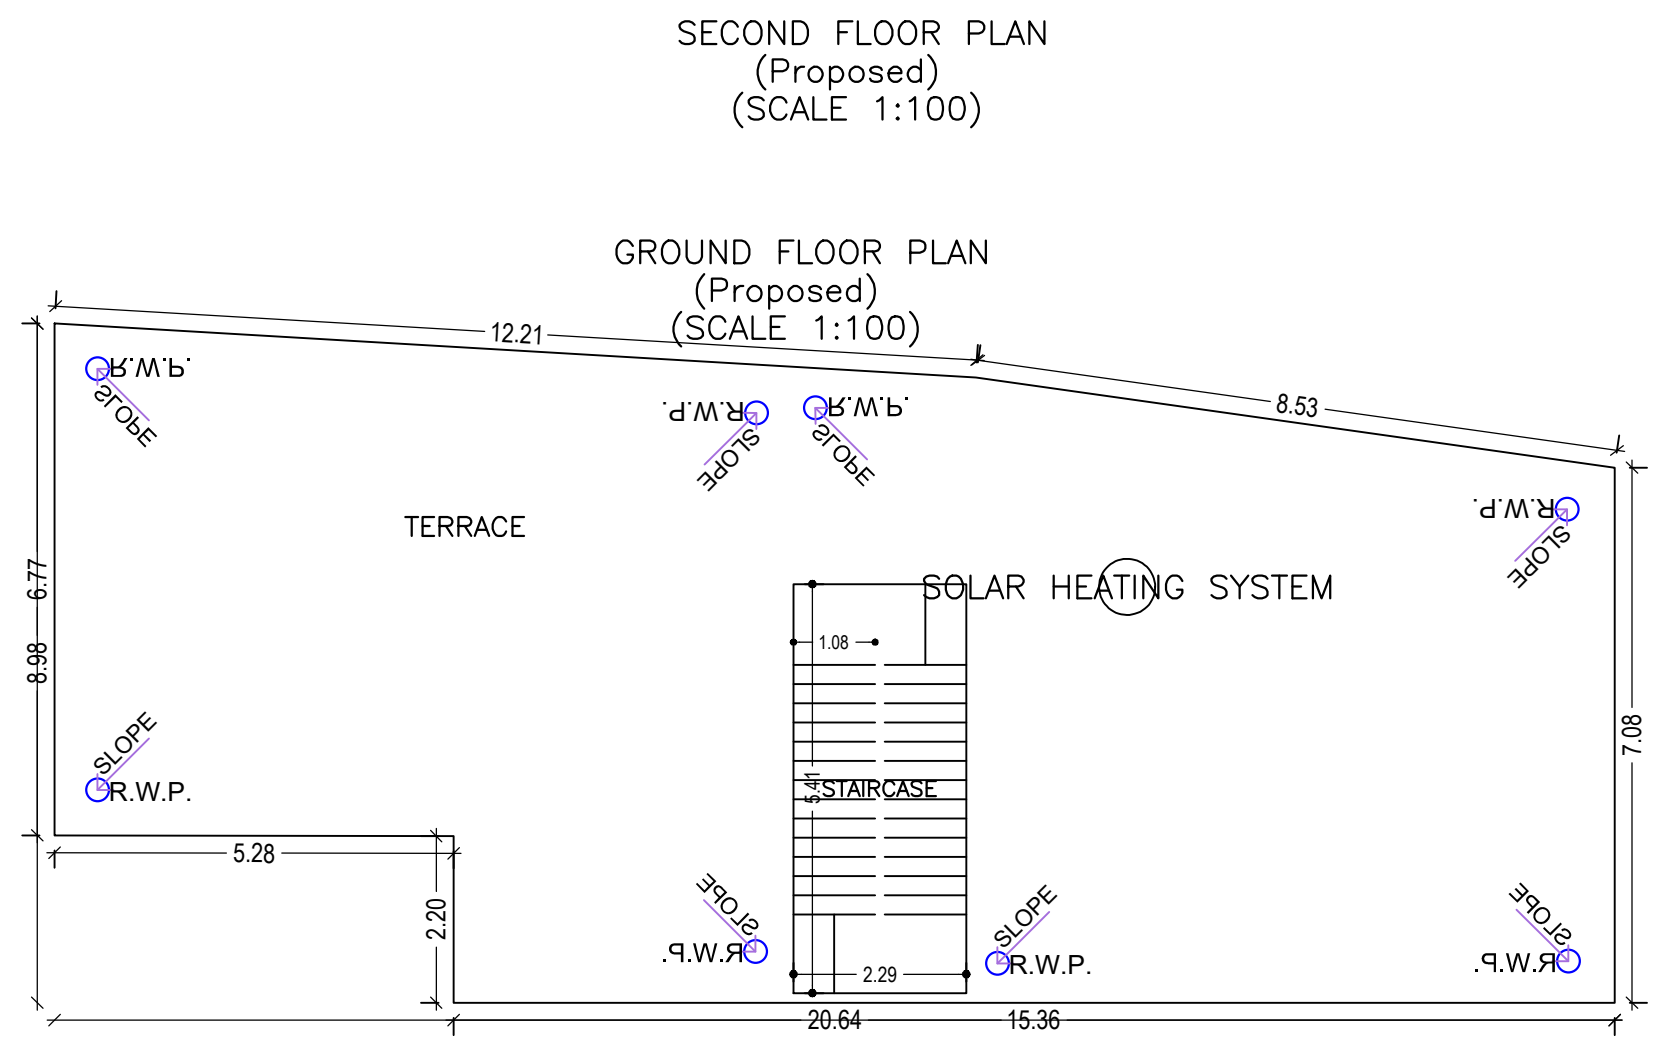 SECOND FLOOR PLAN
(Proposed)
(SCALE 1:100)
GROUND FLOOR PLAN
(Proposed)
(SCALE 1:100)
12.21
8.53
R.W.P.
SLOPE
R.W.P.
SLOPE
R.W.P.
SLOPE
R.W.P.
SLOPE
TERRACE
SOLAR HEATING SYSTEM
6.77
8.98
1.08
7.08
5.41
STAIRCASE
SLOPE
R.W.P.
5.28
2.20
SLOPE
R.W.P.
2.29
SLOPE
R.W.P.
SLOPE
R.W.P.
20.64
15.36